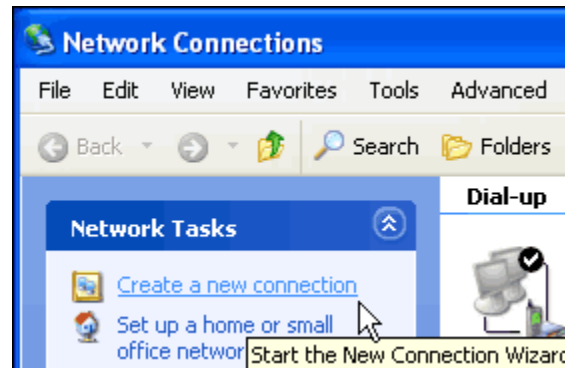 Network Connections
File Edit View Favorites Tools Advanced
Back Search Folders
Network Tasks
Create a new connection
Set up a home or small
office networ
Start the New Connection Wizard
Dial-up